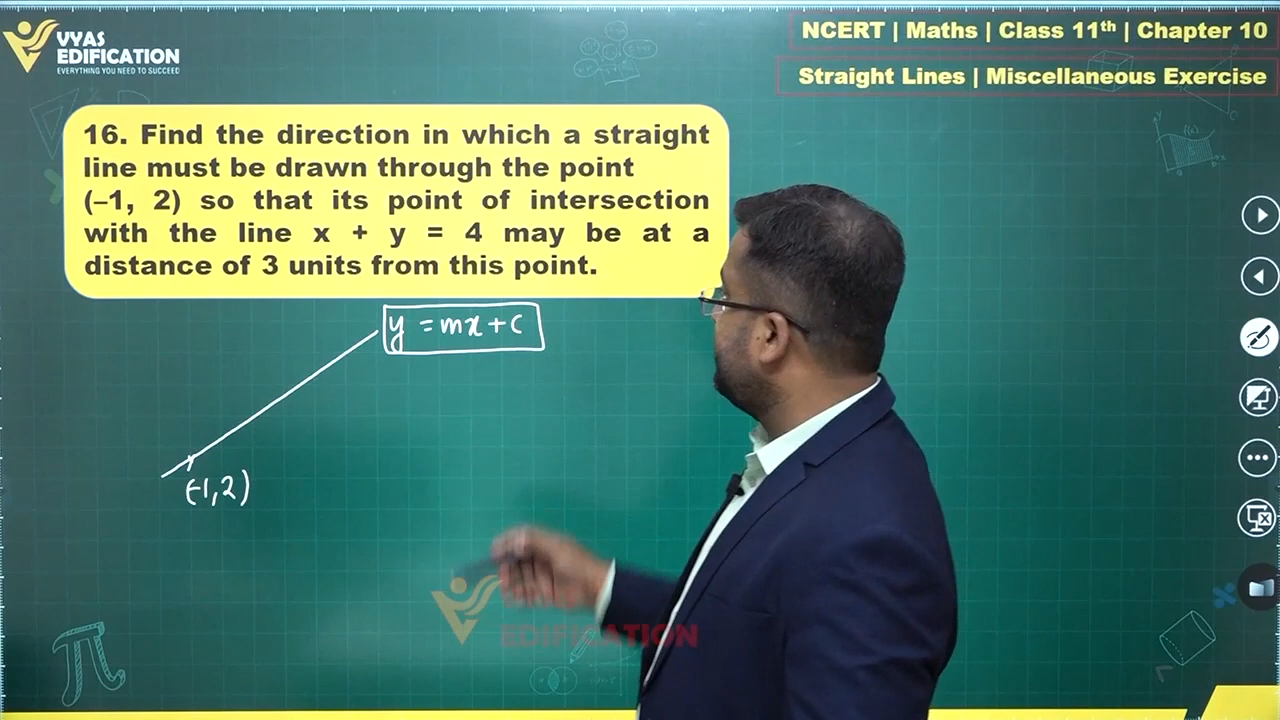 VYAS
EDIFICATION
EVERYTHING YOU NEED TO SUCCEED
NCERT | Maths | Class 11th | Chapter 10
Straight Lines | Miscellaneous Exercise
16. Find the direction in which a straight
line must be drawn through the point
(–1, 2) so that its point of intersection
with the line x + y = 4 may be at a
distance of 3 units from this point.
y = mx + c
(-1, 2)
EDIFICATION